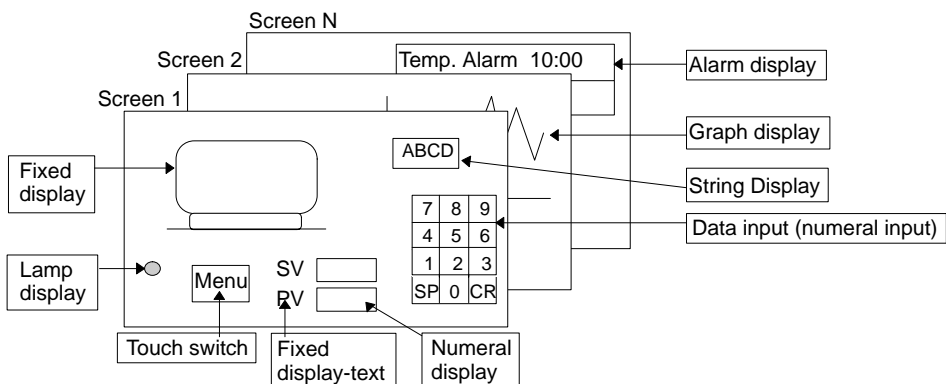 Screen N
Screen 2
Temp. Alarm 10:00
Alarm display
Screen 1
Graph display
ABCD
Fixed
display
String Display
7 8 9
Data input (numeral input)
4 5 6
Lamp
display
1 2 3
Menu
SV
SP 0 CR
PV
Touch switch
Fixed
display-text
Numeral
display